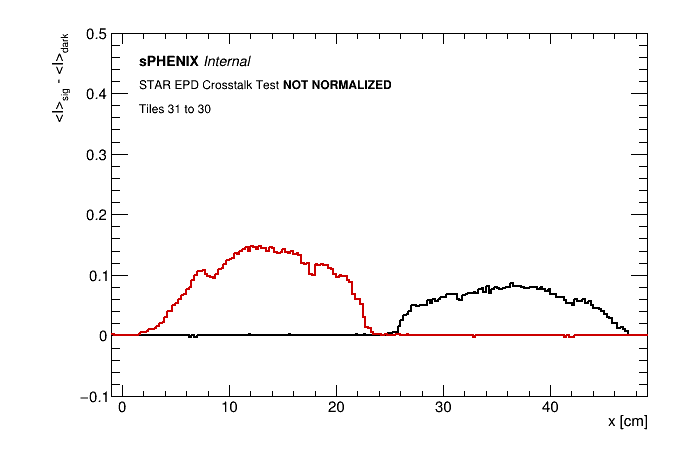 0.5
sPHENIX Internal
<I>sig - <I>dark
STAR EPD Crosstalk Test NOT NORMALIZED
0.4
Tiles 31 to 30
0.3
0.2
0.1
0
−0.1
0 10 20 30 40
x [cm]